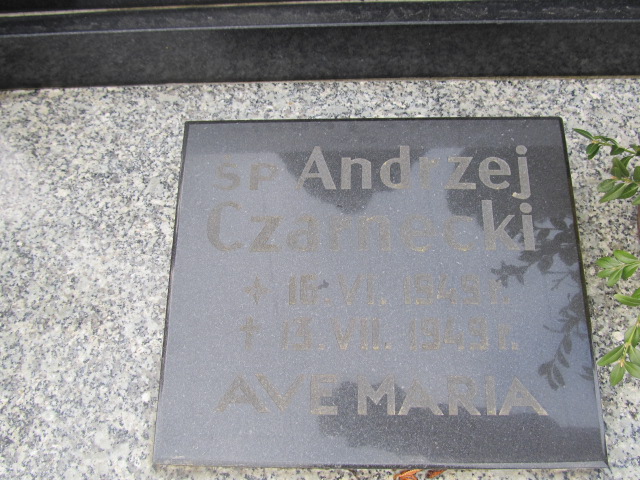 ŚP Andrzej
Czarnecki
+ 16. VI. 1949 r.
† 13. VII. 1949 r.
AVE MARIA